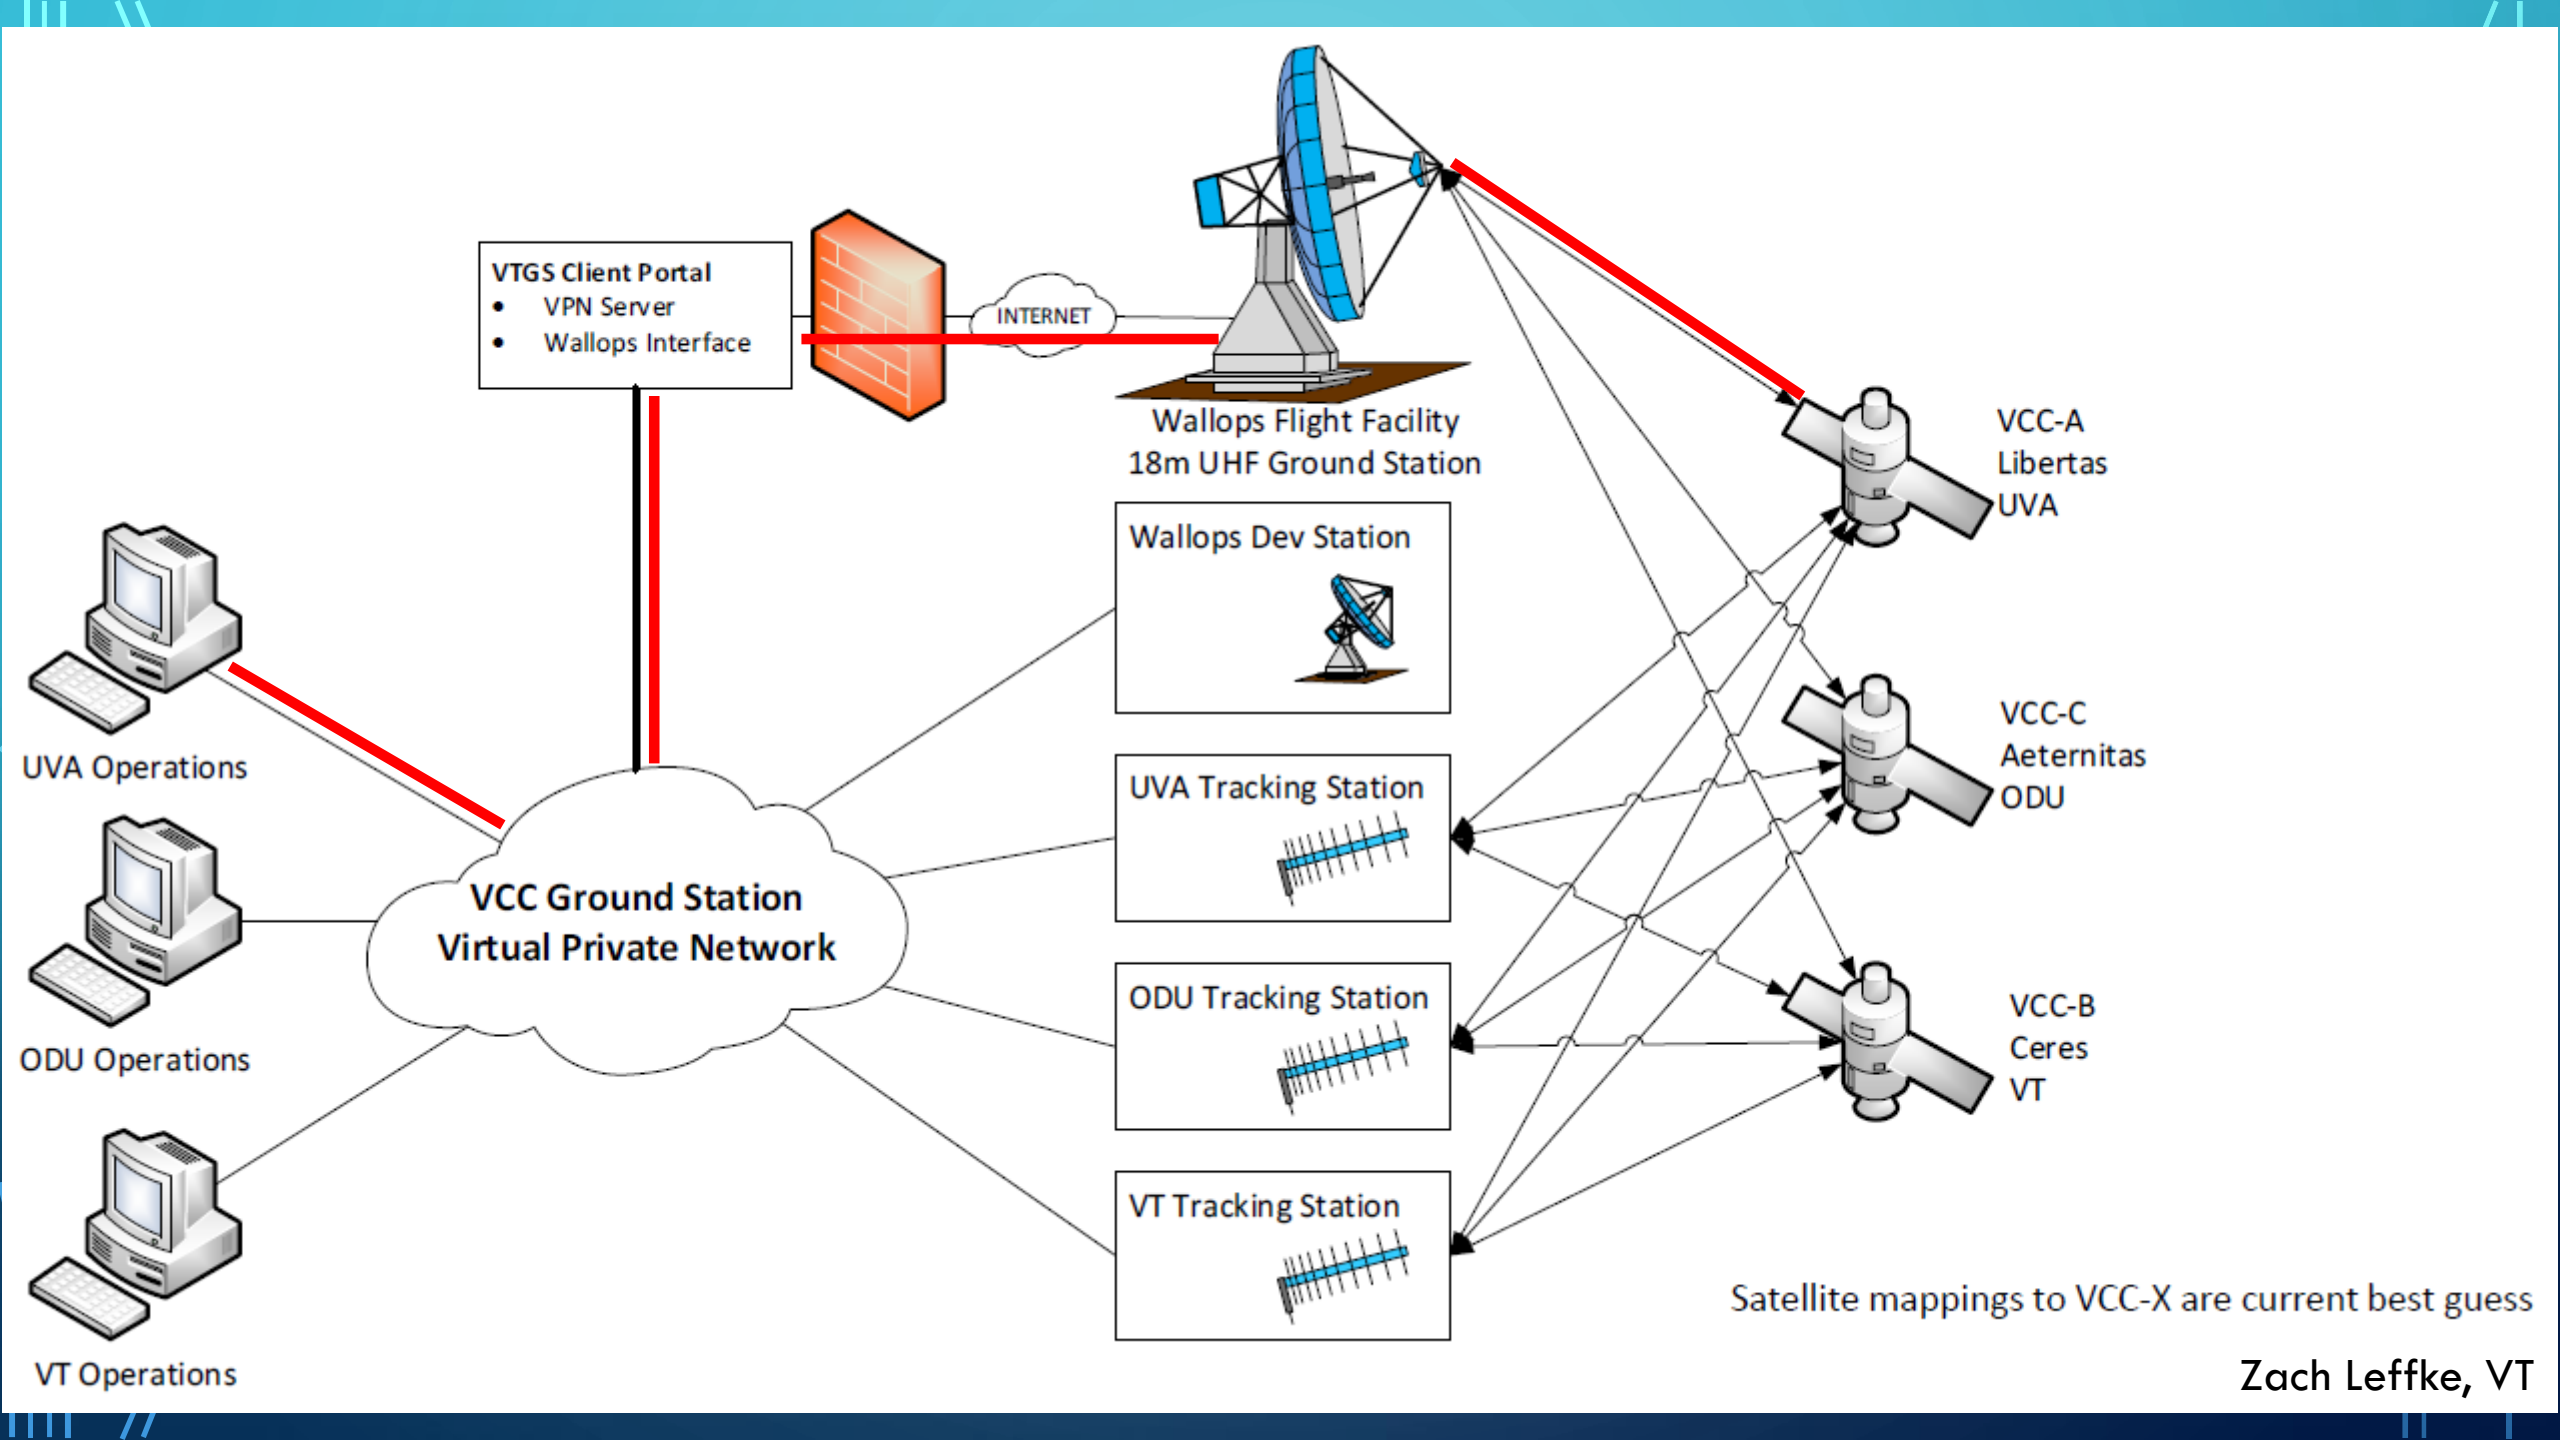 VTGS Client Portal
• VPN Server
• Wallops Interface
INTERNET
Wallops Flight Facility
18m UHF Ground Station
VCC-A
Libertas
UVA
Wallops Dev Station
UVA Operations
VCC-C
Aeternitas
ODU
UVA Tracking Station
VCC Ground Station
Virtual Private Network
ODU Operations
ODU Tracking Station
VCC-B
Ceres
VT
VT Tracking Station
VT Operations
Satellite mappings to VCC-X are current best guess
Zach Leffke, VT